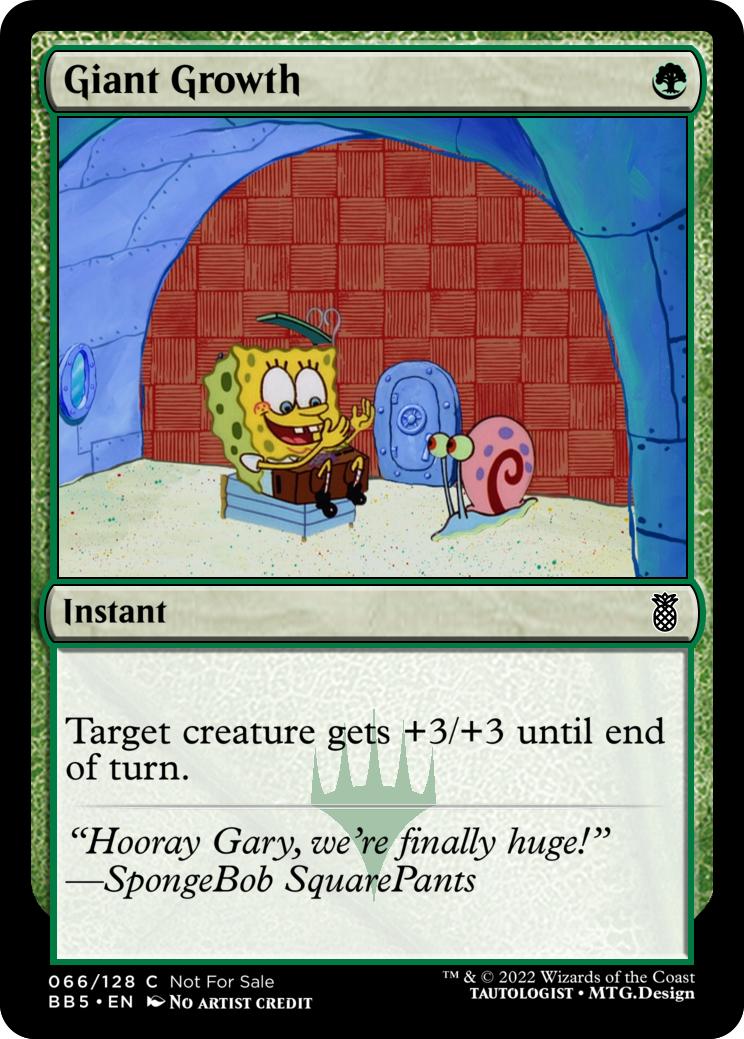 Giant Growth
Instant
Target creature gets +3/+3 until end
of turn.
“Hooray Gary, we’re finally huge!”
—SpongeBob SquarePants
066/128 C Not For Sale
BB5 • EN No artist credit
™ & © 2022 Wizards of the Coast
TAUTOLOGIST • MTG.Design